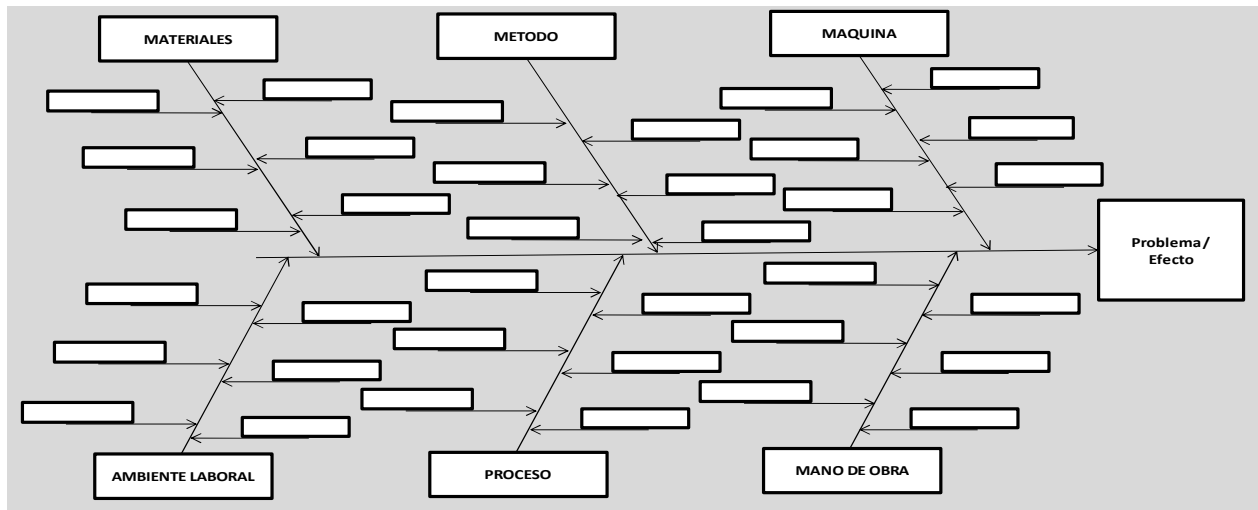 MATERIALES
METODO
MAQUINA
Problema/
Efecto
AMBIENTE LABORAL
PROCESO
MANO DE OBRA